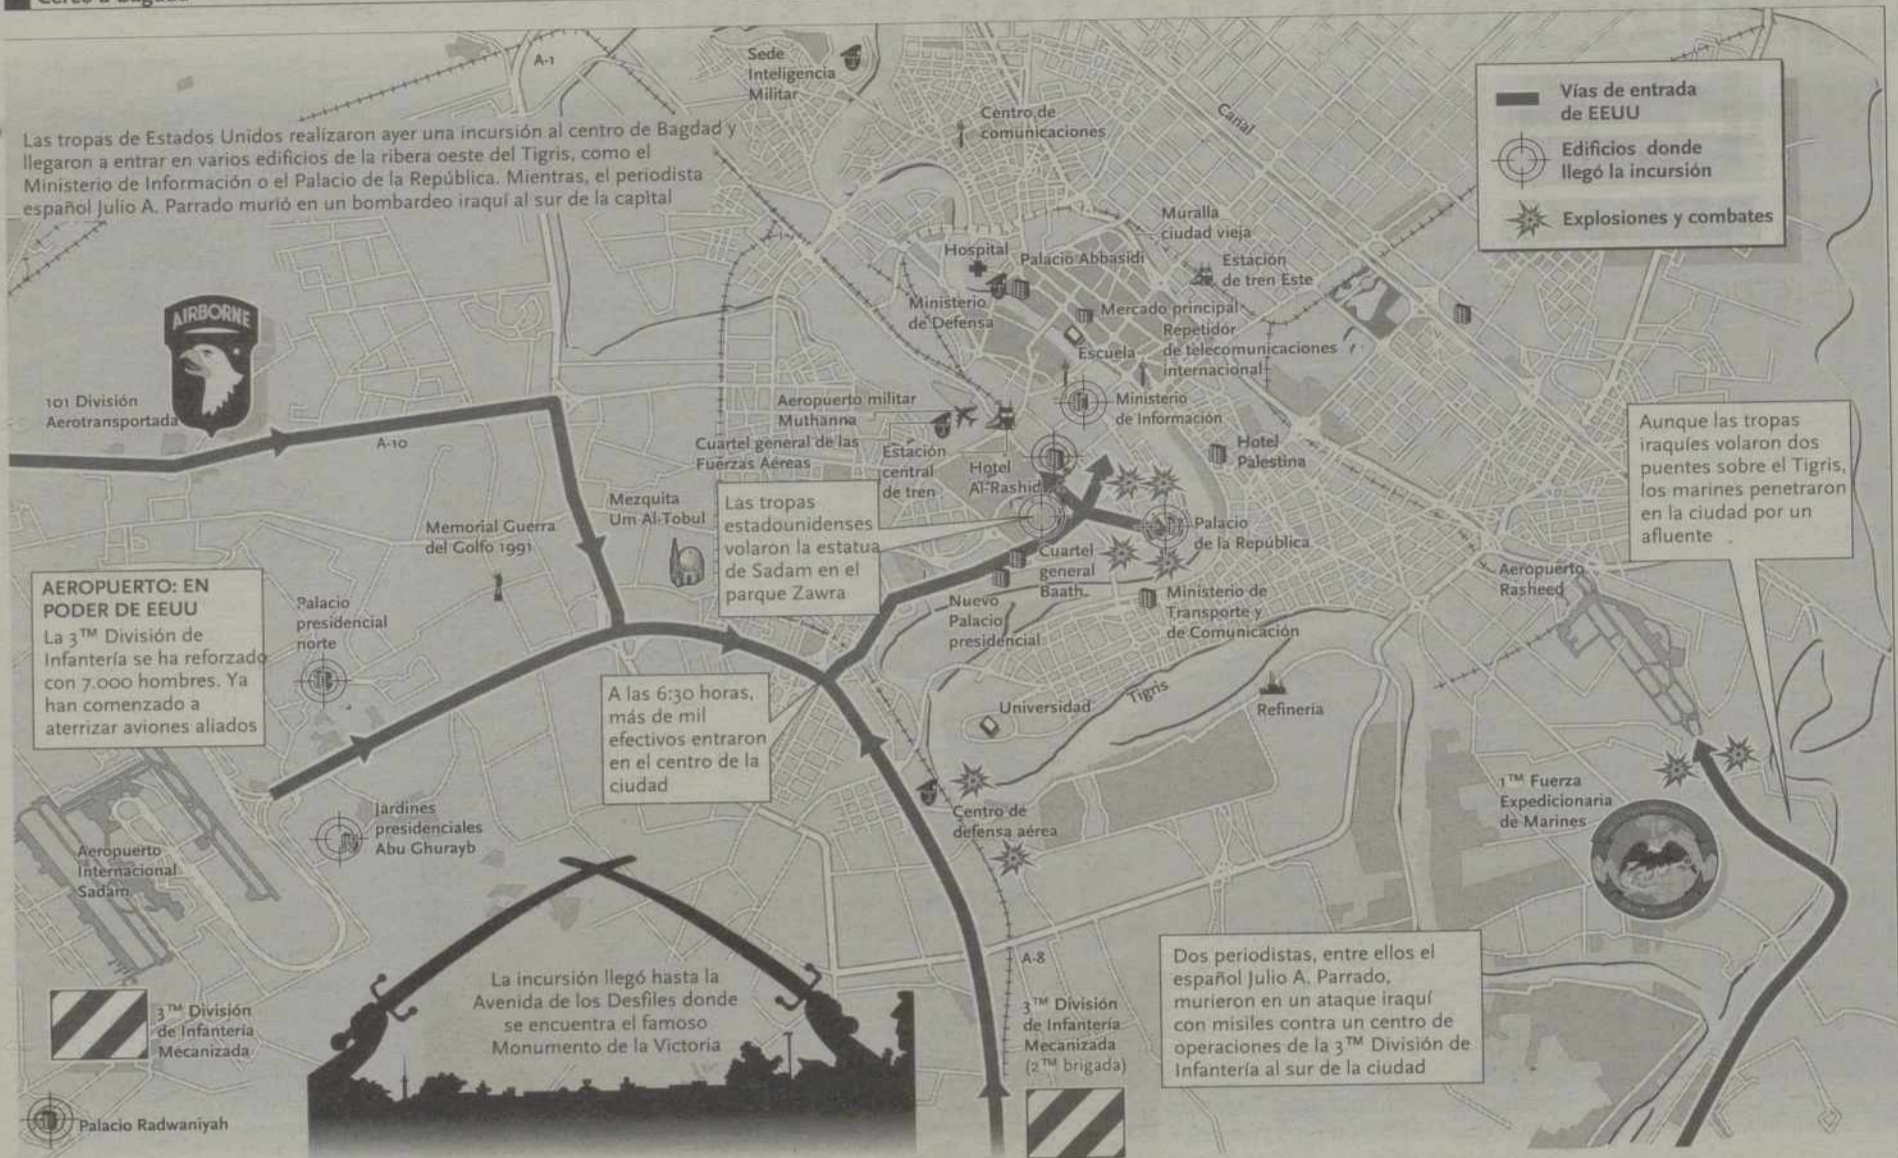 Cerco a Bagdad
Las tropas de Estados Unidos realizaron ayer una incursión al centro de Bagdad y
llegaron a entrar en varios edificios de la ribera oeste del Tigris, como el
Ministerio de Información o el Palacio de la República. Mientras, el periodista
español Julio A. Parrado murió en un bombardeo iraquí al sur de la capital
A-1
Sede
Inteligencia
Militar
Centro de
comunicaciones
Canal
Vías de entrada
de EEUU
Edificios donde
llegó la incursión
Explosiones y combates
Muralla
ciudad vieja
Hospital
Palacio Abbasidi
Estación
de tren Este
Ministerio
de Defensa
Mercado principal
Repetidor
de telecomunicaciones
internacional
Escuela
AIRBORNE
101 División
Aerotransportada
A-10
Aeropuerto militar
Muthanna
Ministerio
de Información
Cuartel general de las
Fuerzas Aéreas
Estación
central
de tren
Hotel
Al-Rashid
Hotel
Palestina
Aunque las tropas
iraquíes volaron dos
puentes sobre el Tigris,
los marines penetraron
en la ciudad por un
afluente
Memorial Guerra
del Golfo 1991
Mezquita
Um-Al-Tobul
Las tropas
estadounidenses
volaron la estatua
de Sadam en el
parque Zawra
Palacio
de la República
Cuartel
general
Baath
Nuevo
Palacio
presidencial
Ministerio de
Transporte y
de Comunicación
Aeropuerto
Rasheed
AEROPUERTO: EN
PODER DE EEUU
La 3™ División de
Infantería se ha reforzado
con 7.000 hombres. Ya
han comenzado a
aterrizar aviones aliados
Palacio
presidencial
norte
A las 6:30 horas,
más de mil
efectivos entraron
en el centro de la
ciudad
Universidad
Tigris
Refinería
Jardines
presidenciales
Abu Ghurayb
Aeropuerto
Internacional
Sadam
Centro de
defensa aérea
1™ Fuerza
Expedicionaria
de Marines
3™ División
de Infantería
Mecanizada
La incursión llegó hasta la
Avenida de los Desfiles donde
se encuentra el famoso
Monumento de la Victoria
A-8
3™ División
de Infantería
Mecanizada
(2™ brigada)
Dos periodistas, entre ellos el
español Julio A. Parrado,
murieron en un ataque iraquí
con misiles contra un centro de
operaciones de la 3™ División de
Infantería al sur de la ciudad
Palacio Radwaniyah